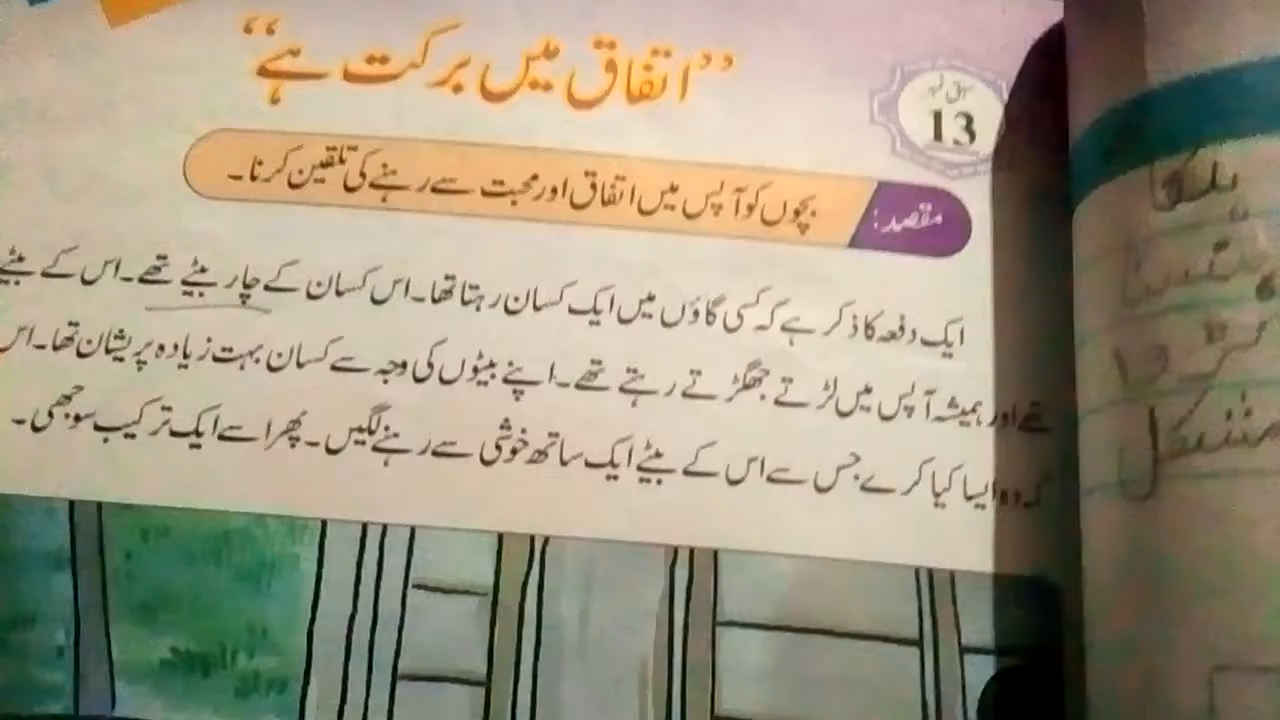 سبق نمبر
13
”اتفاق میں برکت ہے“
مقصد: بچوں کو آپس میں اتفاق اور محبت سے رہنے کی تلقین کرنا۔
ایک دفعہ کا ذکر ہے کہ کسی گاؤں میں ایک کسان رہتا تھا۔ اس کسان کے چار بیٹے تھے۔ اس کے بیٹے
تھے اور ہمیشہ آپس میں لڑتے جھگڑتے رہتے تھے۔ اپنے بیٹوں کی وجہ سے کسان بہت زیادہ پریشان تھا۔ اس
کہ وہ ایسا کیا کرے جس سے اس کے بیٹے ایک ساتھ خوشی سے رہنے لگیں۔ پھر اسے ایک ترکیب سوجھی۔
مشکل